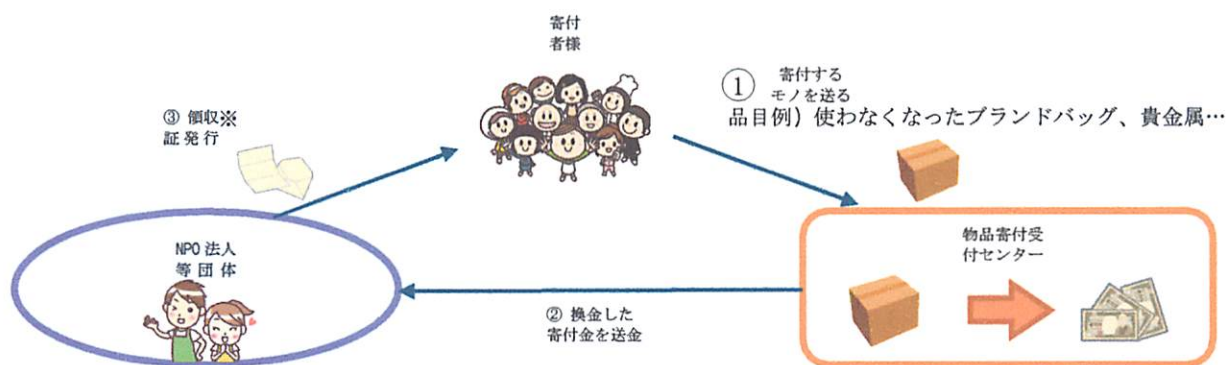 寄付
者様
① 寄付する
モノを送る
品目例）使わなくなったブランドバッグ、貴金属…
③ 領収※
証発行
NPO 法人
等団体
物品寄付受
付センター
② 換金した
寄付金を送金